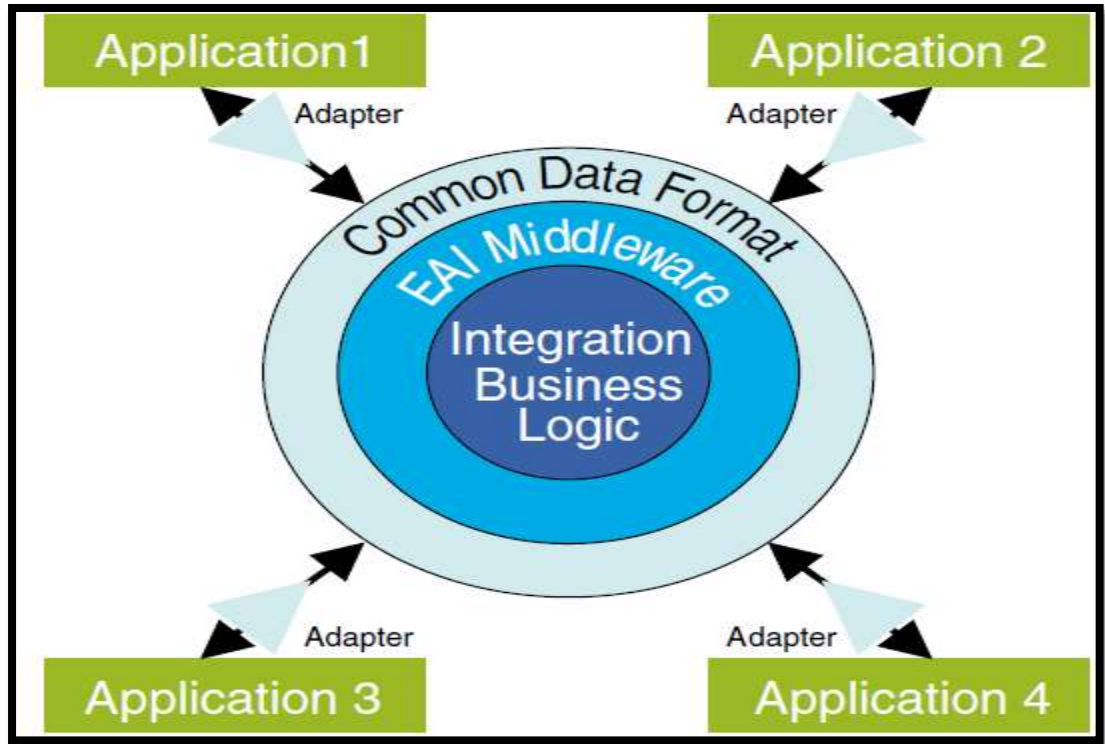 Application1
Application 2
Adapter
Adapter
Common Data Format
EAI Middleware
Integration
Business
Logic
Adapter
Adapter
Application 3
Application 4